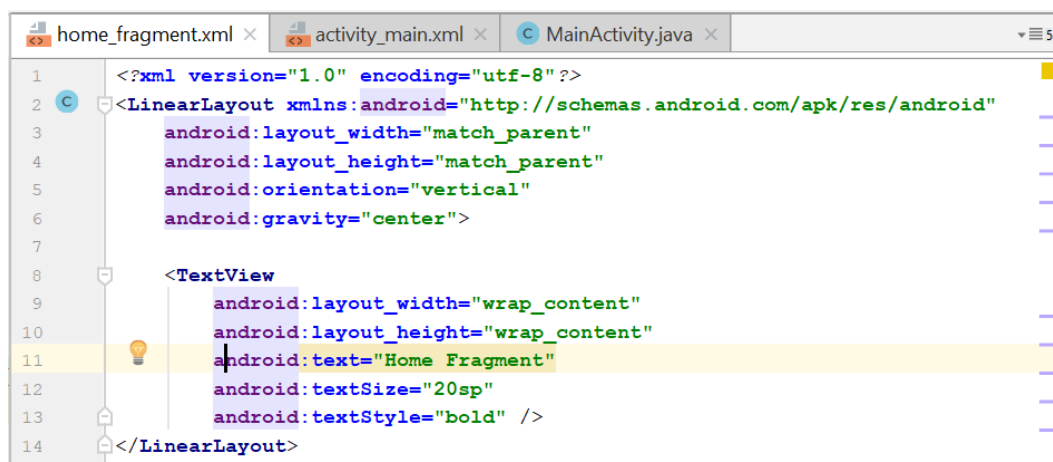 home_fragment.xml × activity_main.xml × C MainActivity.java × 5
1 <?xml version="1.0" encoding="utf-8"?>
2 C <LinearLayout xmlns:android="http://schemas.android.com/apk/res/android"
3 android:layout_width="match_parent"
4 android:layout_height="match_parent"
5 android:orientation="vertical"
6 android:gravity="center">
7
8 <TextView
9 android:layout_width="wrap_content"
10 android:layout_height="wrap_content"
11 android:text="Home Fragment"
12 android:textSize="20sp"
13 android:textStyle="bold" />
14 </LinearLayout>